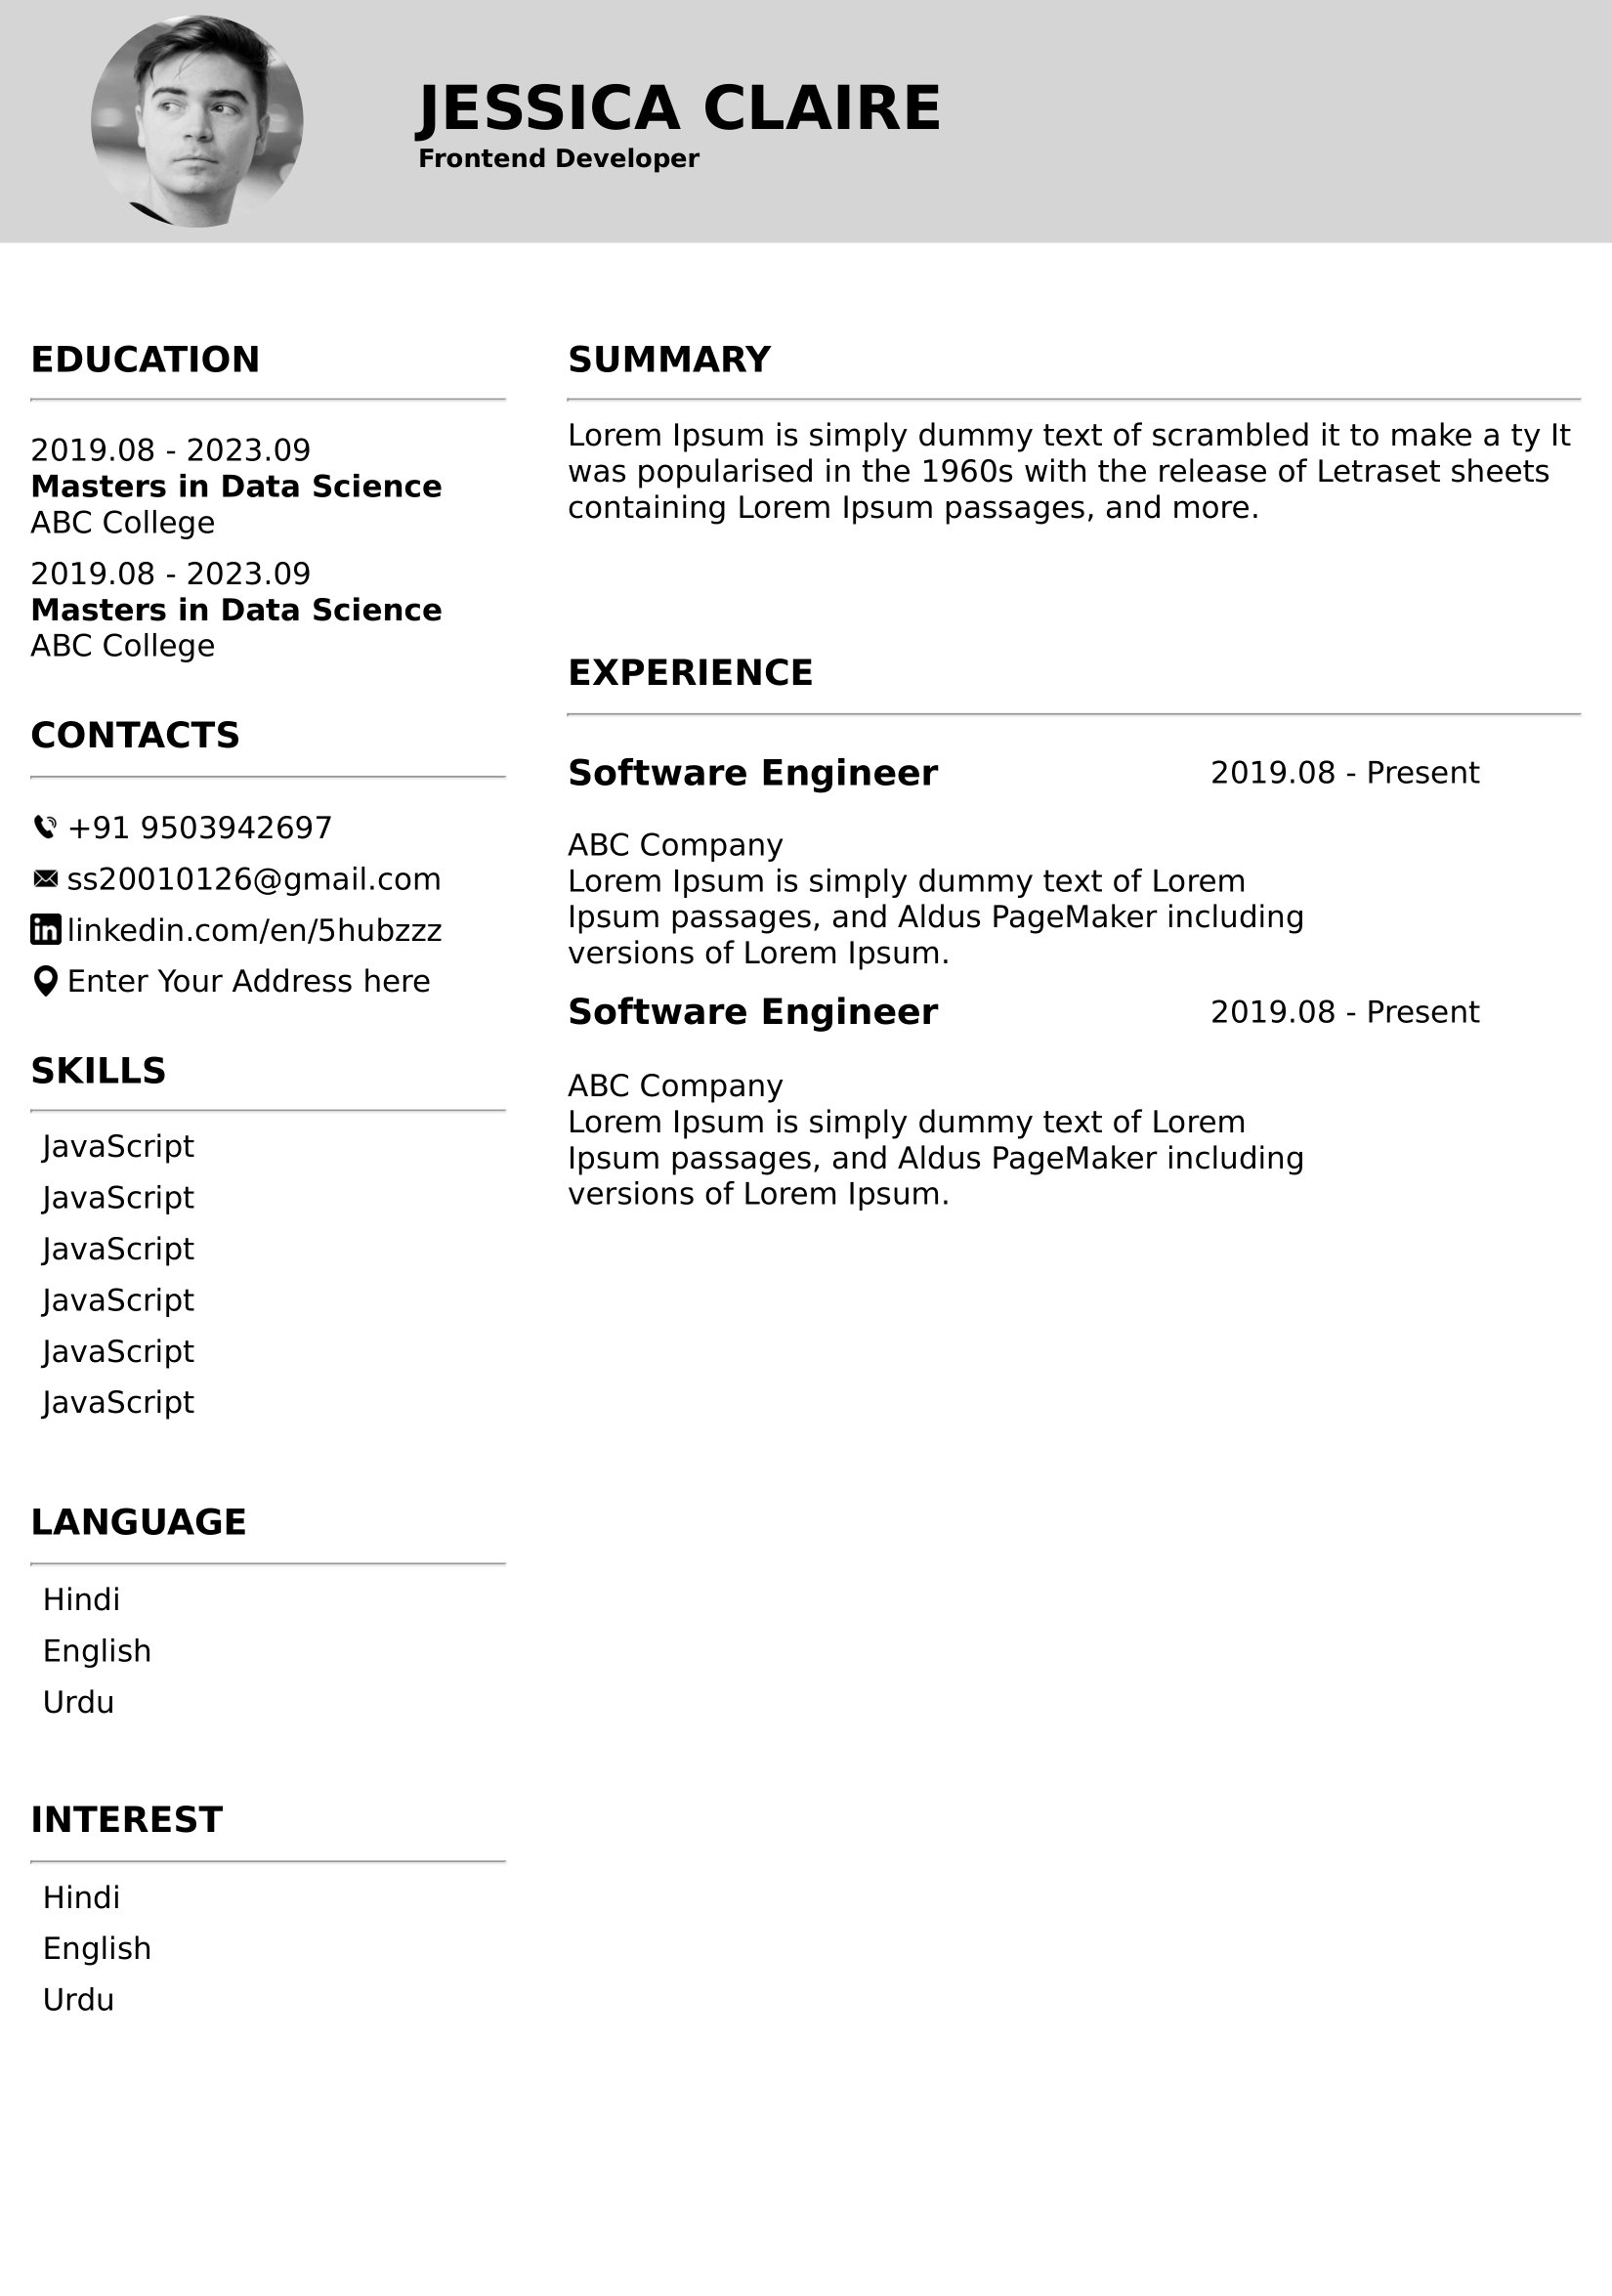 JESSICA CLAIRE
Frontend Developer
EDUCATION
2019.08 - 2023.09
Masters in Data Science
ABC College
2019.08 - 2023.09
Masters in Data Science
ABC College
CONTACTS
+91 9503942697
ss20010126@gmail.com
linkedin.com/en/5hubzzz
Enter Your Address here
SKILLS
JavaScript
JavaScript
JavaScript
JavaScript
JavaScript
JavaScript
LANGUAGE
Hindi
English
Urdu
INTEREST
Hindi
English
Urdu
SUMMARY
Lorem Ipsum is simply dummy text of scrambled it to make a ty It
was popularised in the 1960s with the release of Letraset sheets
containing Lorem Ipsum passages, and more.
EXPERIENCE
Software Engineer 2019.08 - Present
ABC Company
Lorem Ipsum is simply dummy text of Lorem
Ipsum passages, and Aldus PageMaker including
versions of Lorem Ipsum.
Software Engineer 2019.08 - Present
ABC Company
Lorem Ipsum is simply dummy text of Lorem
Ipsum passages, and Aldus PageMaker including
versions of Lorem Ipsum.